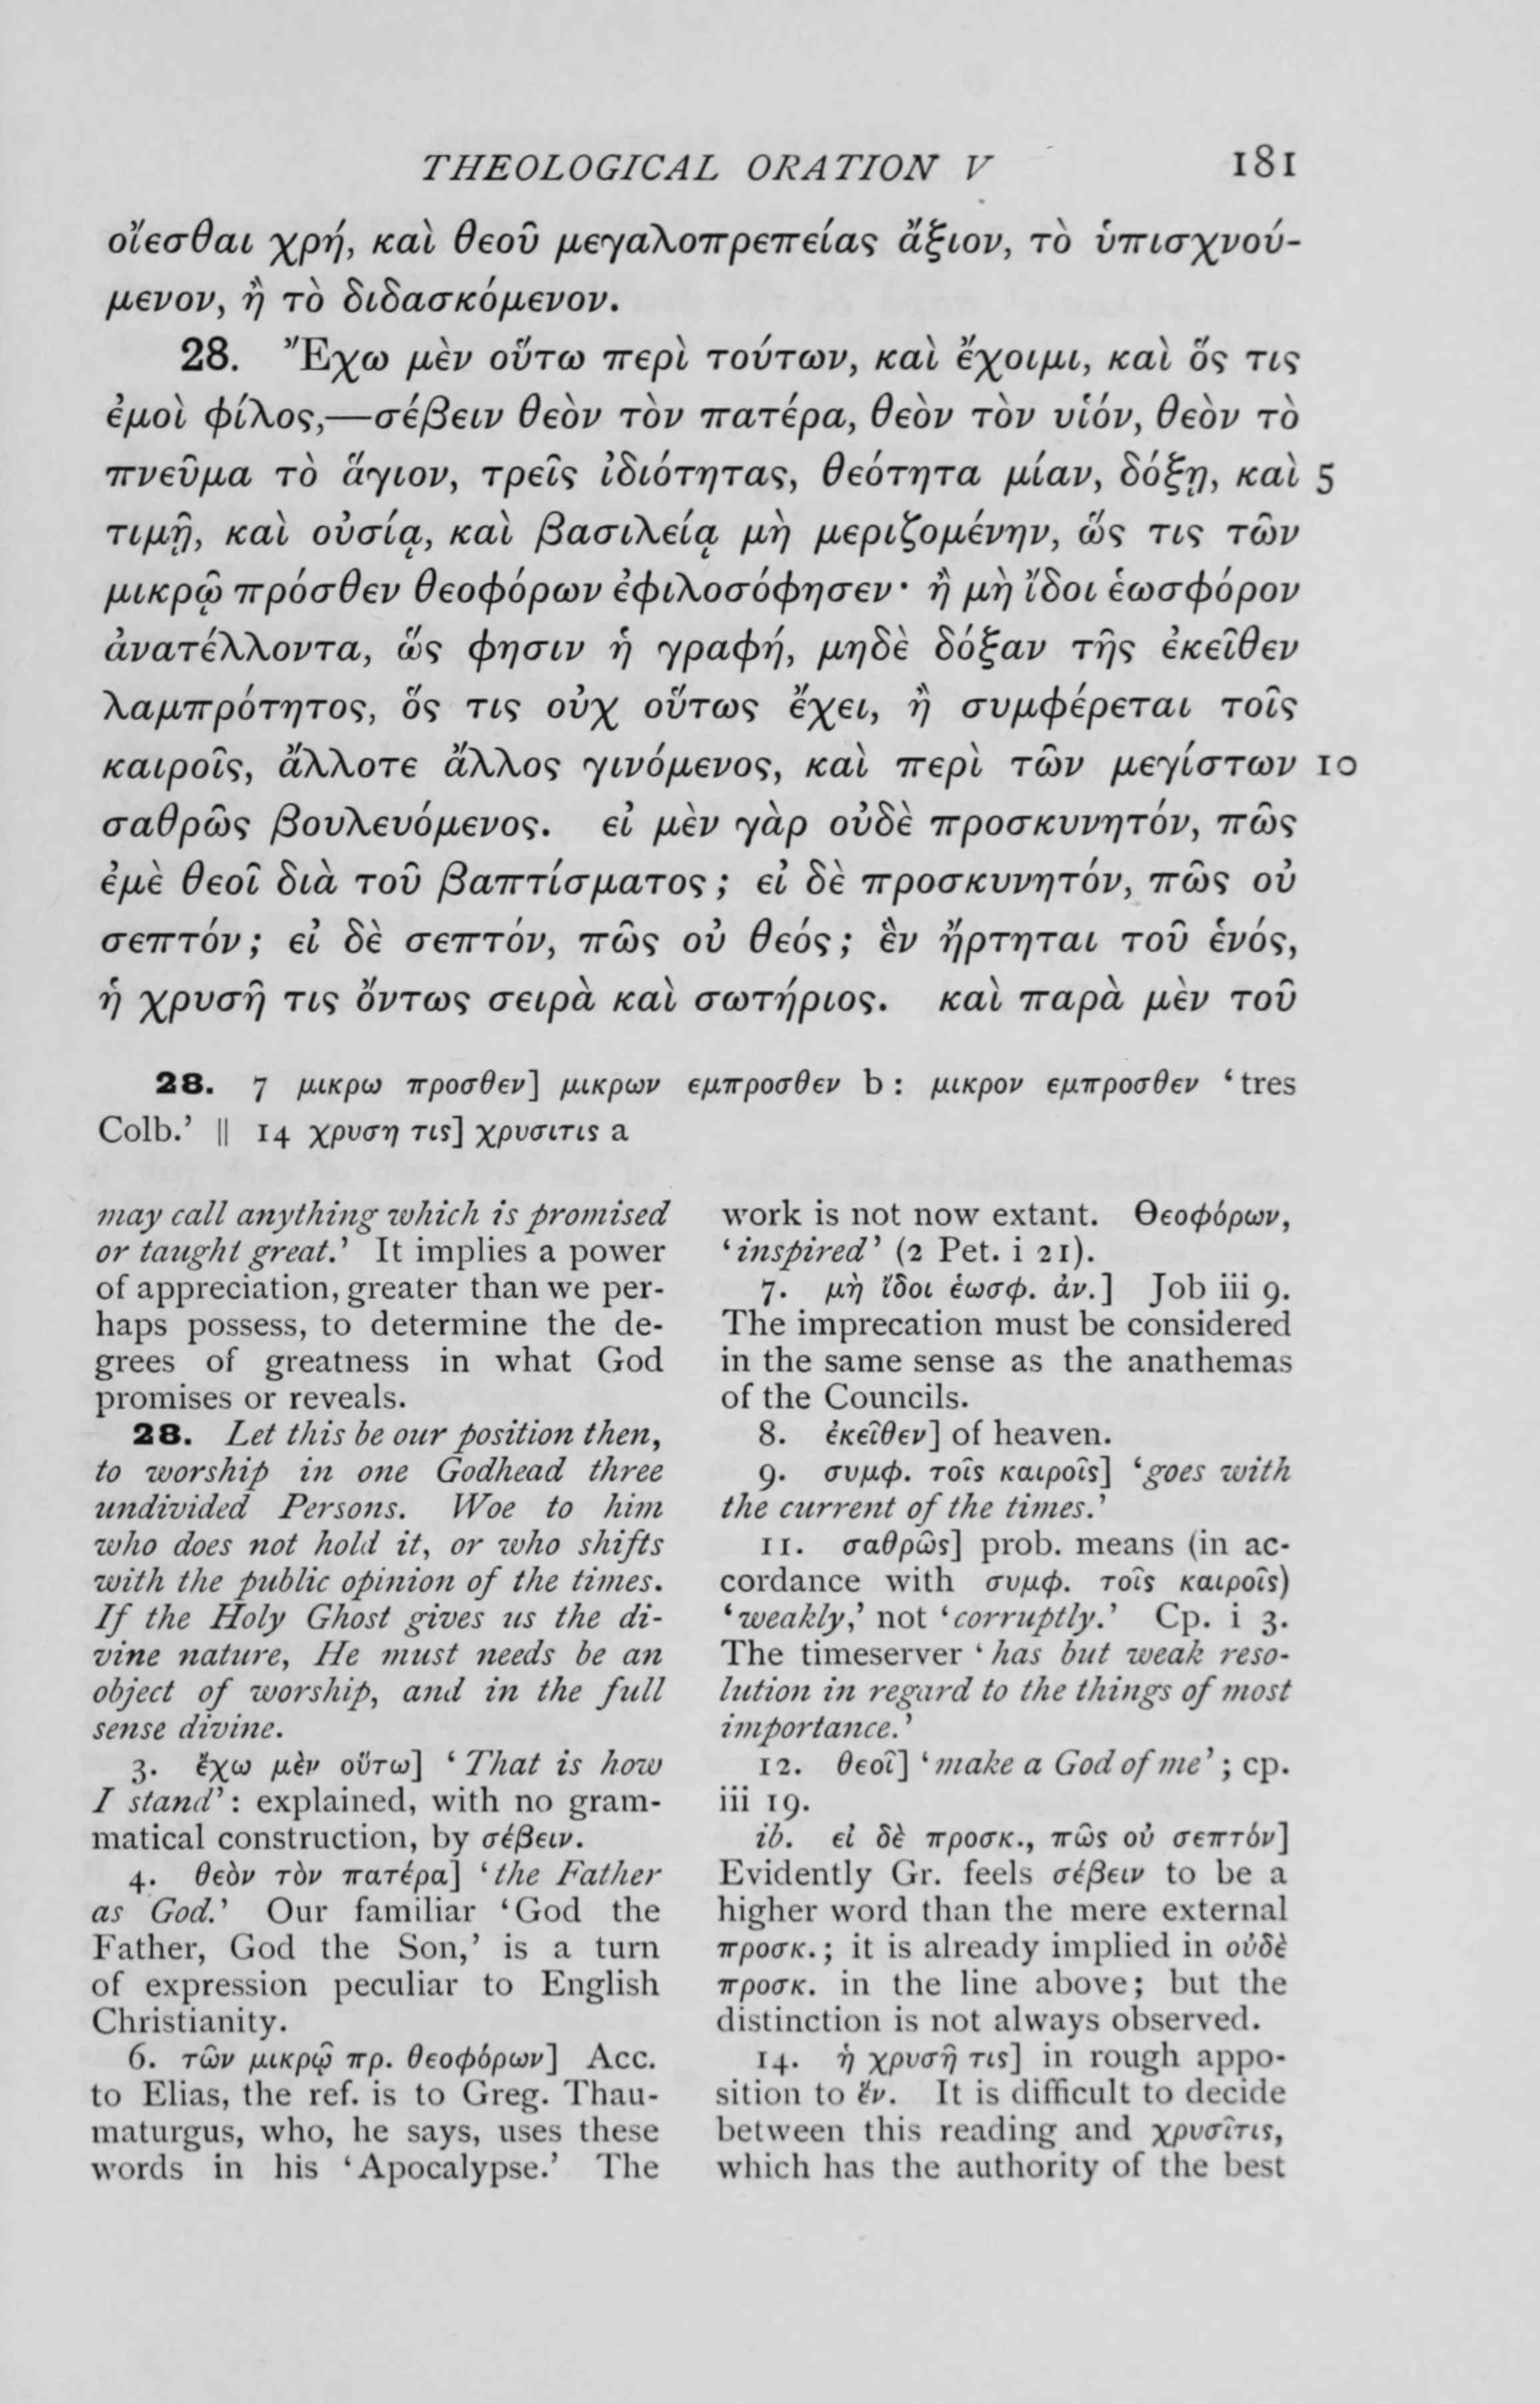 THEOLOGICAL ORATION V 181
οἴεσθαι χρή, καὶ θεοῦ μεγαλοπρεπείας ἄξιον, τὸ ὑπισχνού-
μενον, ἢ τὸ διδασκόμενον.
28. Ἔχω μὲν οὕτω περὶ τούτων, καὶ ἔχοιμι, καὶ ὅς τις
ἐμοὶ φίλος,—σέβειν θεὸν τὸν πατέρα, θεὸν τὸν υἱόν, θεὸν τὸ
πνεῦμα τὸ ἅγιον, τρεῖς ἰδιότητας, θεότητα μίαν, δόξῃ, καὶ 5
τιμῇ, καὶ οὐσίᾳ, καὶ βασιλείᾳ μὴ μεριζομένην, ὥς τις τῶν
μικρῷ πρόσθεν θεοφόρων ἐφιλοσόφησεν· ἢ μὴ ἴδοι ἑωσφόρον
ἀνατέλλοντα, ὥς φησιν ἡ γραφή, μηδὲ δόξαν τῆς ἐκεῖθεν
λαμπρότητος, ὅς τις οὐχ οὕτως ἔχει, ἢ συμφέρεται τοῖς
καιροῖς, ἄλλοτε ἄλλος γινόμενος, καὶ περὶ τῶν μεγίστων 10
σαθρῶς βουλευόμενος. εἰ μὲν γὰρ οὐδὲ προσκυνητόν, πῶς
ἐμὲ θεοῖ διὰ τοῦ βαπτίσματος; εἰ δὲ προσκυνητόν, πῶς οὐ
σεπτόν; εἰ δὲ σεπτόν, πῶς οὐ θεός; ἓν ἤρτηται τοῦ ἑνός,
ἡ χρυσῆ τις ὄντως σειρὰ καὶ σωτήριος. καὶ παρὰ μὲν τοῦ
28. 7 μικρω προσθεν] μικρων εμπροσθεν b: μικρον εμπροσθεν ‘tres
Colb.’ || 14 χρυση τις] χρυσιτις a
may call anything which is promised
or taught great.’ It implies a power
of appreciation, greater than we per-
haps possess, to determine the de-
grees of greatness in what God
promises or reveals.
28. Let this be our position then,
to worship in one Godhead three
undivided Persons. Woe to him
who does not hold it, or who shifts
with the public opinion of the times.
If the Holy Ghost gives us the di-
vine nature, He must needs be an
object of worship, and in the full
sense divine.
3. ἔχω μὲν οὕτω] ‘That is how
I stand’: explained, with no gram-
matical construction, by σέβειν.
4. θεὸν τὸν πατέρα] ‘the Father
as God.’ Our familiar ‘God the
Father, God the Son,’ is a turn
of expression peculiar to English
Christianity.
6. τῶν μικρῷ πρ. θεοφόρων] Acc.
to Elias, the ref. is to Greg. Thau-
maturgus, who, he says, uses these
words in his ‘Apocalypse.’ The
work is not now extant. Θεοφόρων,
‘inspired’ (2 Pet. i 21).
7. μὴ ἴδοι ἑωσφ. ἀν.] Job iii 9.
The imprecation must be considered
in the same sense as the anathemas
of the Councils.
8. ἐκεῖθεν] of heaven.
9. συμφ. τοῖς καιροῖς] ‘goes with
the current of the times.’
11. σαθρῶς] prob. means (in ac-
cordance with συμφ. τοῖς καιροῖς)
‘weakly,’ not ‘corruptly.’ Cp. i 3.
The timeserver ‘has but weak reso-
lution in regard to the things of most
importance.’
12. θεοῖ] ‘make a God of me’; cp.
iii 19.
ib. εἰ δὲ προσκ., πῶς οὐ σεπτόν]
Evidently Gr. feels σέβειν to be a
higher word than the mere external
προσκ.; it is already implied in οὐδὲ
προσκ. in the line above; but the
distinction is not always observed.
14. ἡ χρυσῆ τις] in rough appo-
sition to ἕν. It is difficult to decide
between this reading and χρυσῖτις,
which has the authority of the best